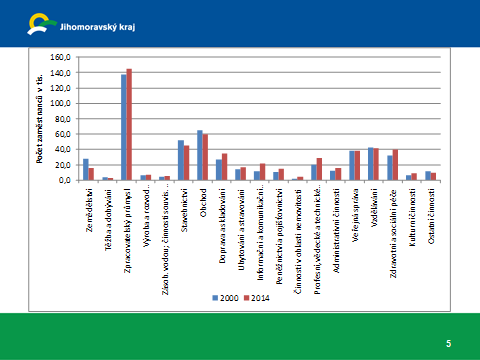 Jihomoravský kraj
Počet zaměstnanců v tis.
160,0
140,0
120,0
100,0
80,0
60,0
40,0
20,0
0,0
Zemědělství
Těžba a dobývání
Zpracovatelský průmysl
Výroba a rozvod…
Zásob. vodou; činnosti souvis…
Stavebnictví
Obchod
Doprava a skladování
Ubytování a stravování
Informační a komunikační…
Peněžnictví a pojišťovnictví
Činnosti v oblasti nemovitostí
Profesní, vědecké a technické…
Administrativní činnosti
Veřejná správa
Vzdělávání
Zdravotní a sociální péče
Kulturní činnosti
Ostatní činnosti
2000 2014
5